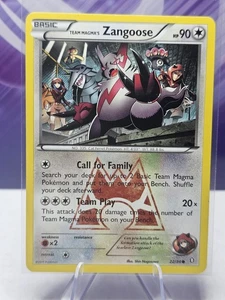 BASIC
TEAM MAGMA'S Zangoose HP 90
Call for Family
Search your deck for up to 2 Basic Team Magma
Pokémon and put them onto your Bench. Shuffle
your deck afterward.
Team Play 20×
This attack does 20 damage times the number of
Team Magma Pokémon on your Bench.
weakness
×2
resistance